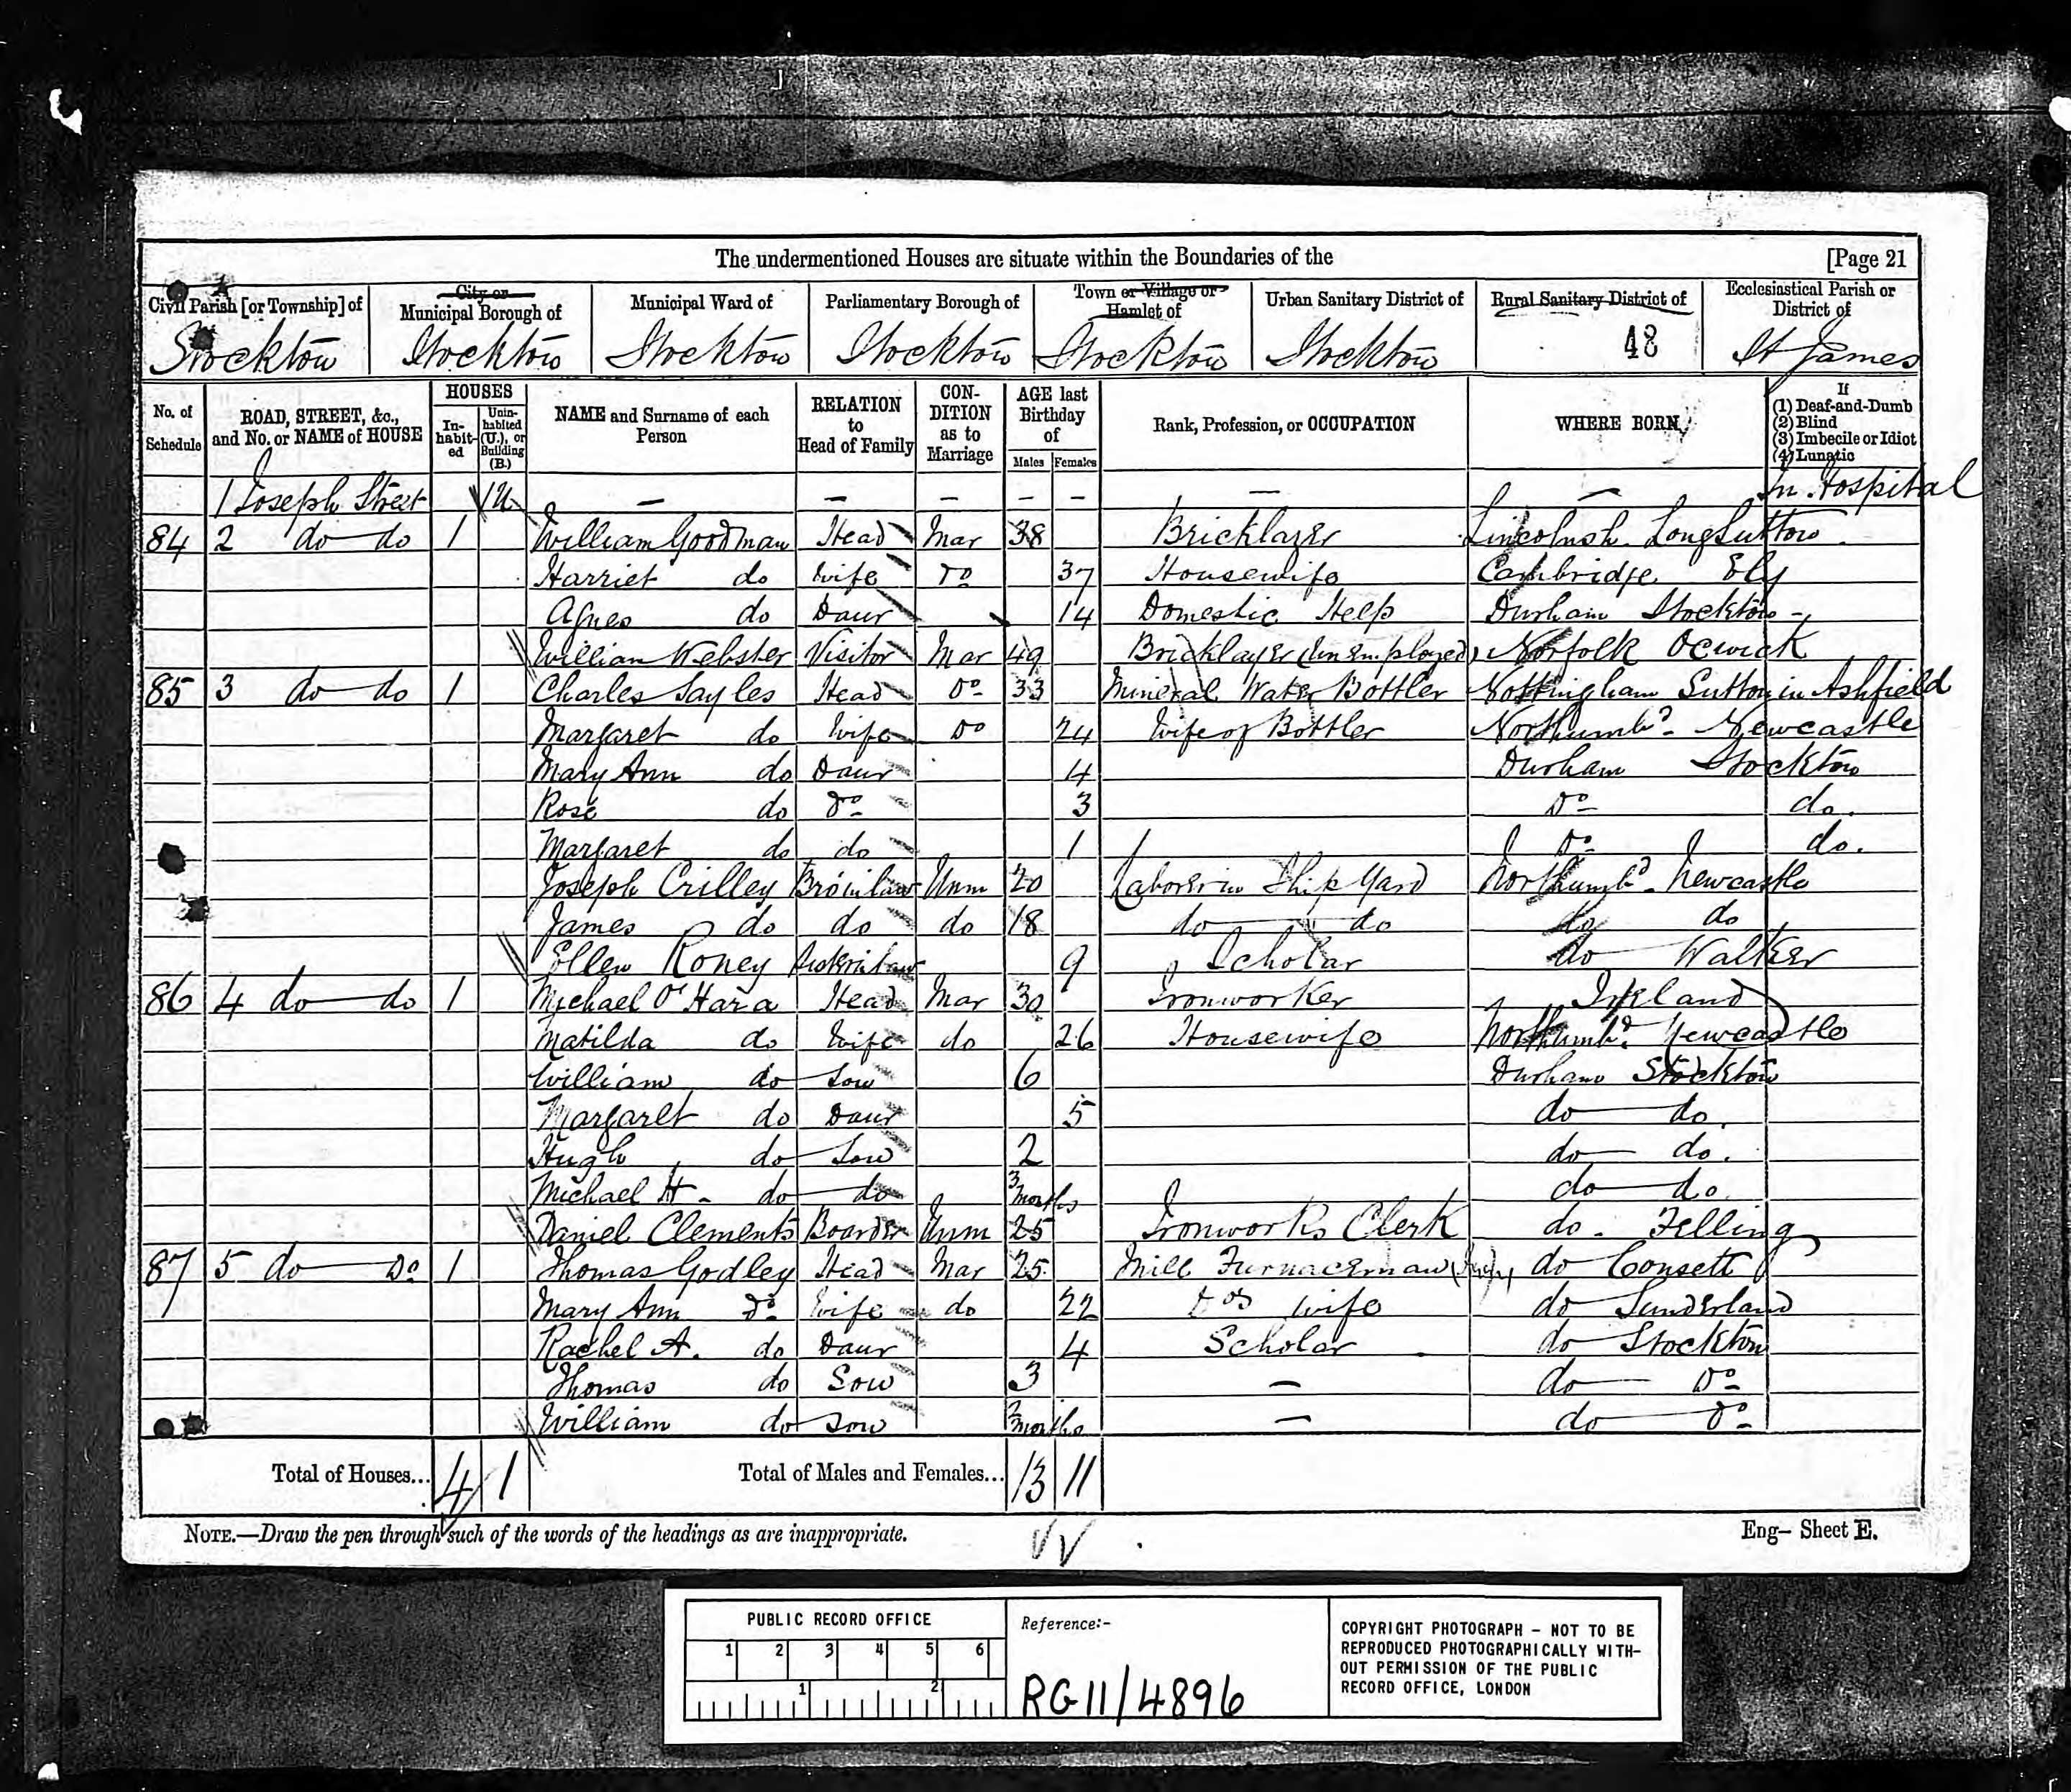 The undermentioned Houses are situate within the Boundaries of the [Page 21
Civil Parish [or Township] of City or Municipal Borough of Municipal Ward of Parliamentary Borough of Town or Village or Hamlet of Urban Sanitary District of Rural Sanitary District of Ecclesiastical Parish or District of
Stockton Stockton Stockton Stockton Stockton Stockton 48 St James
No. of Schedule ROAD, STREET, &c., and No. or NAME of HOUSE HOUSES In-habit-ed Unin-habited (U.), or Building (B.) NAME and Surname of each Person RELATION to Head of Family CON-DITION as to Marriage AGE last Birthday of Males Females Rank, Profession, or OCCUPATION WHERE BORN If (1) Deaf-and-Dumb (2) Blind (3) Imbecile or Idiot (4) Lunatic
1 Joseph Street 1U — — — — — — — In Hospital
84 2 do do 1 William Goodman Head Mar 38 Bricklayer Lincolnsh. Long Sutton
Harriet do Wife Do 37 Housewife Cambridge Ely
Agnes do Daur 14 Domestic Help Durham Stockton
William Webster Visitor Mar 49 Bricklayer (Unemployed) Norfolk Ocwick
85 3 do do 1 Charles Sayles Head Do 33 Mineral Water Bottler Nottingham Sutton in Ashfield
Margaret do Wife Do 24 Wife of Bottler Northumbd. Newcastle
Mary Ann do Daur 4 Durham Stockton
Rose do Do 3 Do do.
Margaret do do 1 Do do.
Joseph Crilley Bro in law Unm 20 Laborer in Ship Yard Northumbd. Newcastle
James do do do 18 do do do do
Ellen Roney Sister in law 9 Scholar do Walker
86 4 do do 1 Michael O'Hara Head Mar 30 Ironworker Ireland
Matilda do Wife do 26 Housewife Northumbd. Newcastle
William do Son 6 Durham Stockton
Margaret do Daur 5 do do.
Hugh do Son 2 do do.
Michael H. do do 3 months do do.
Daniel Clements Boarder Unm 25 Ironworks Clerk do. Felling
87 5 do Do 1 Thomas Godley Head Mar 25 Mill Furnaceman do Consett
Mary Ann Do Wife do 22 Dos wife do Sunderland
Rachel A. do Daur 4 Scholar do Stockton
Thomas do Son 3 — do Do
William do Son 2 months — do Do
Total of Houses... 4 1 Total of Males and Females... 13 11
NOTE.—Draw the pen through such of the words of the headings as are inappropriate. Eng— Sheet E.
PUBLIC RECORD OFFICE
1 2 3 4 5 6
1 2
Reference:-
RG11/4896
COPYRIGHT PHOTOGRAPH - NOT TO BE
REPRODUCED PHOTOGRAPHICALLY WITH-
OUT PERMISSION OF THE PUBLIC
RECORD OFFICE, LONDON